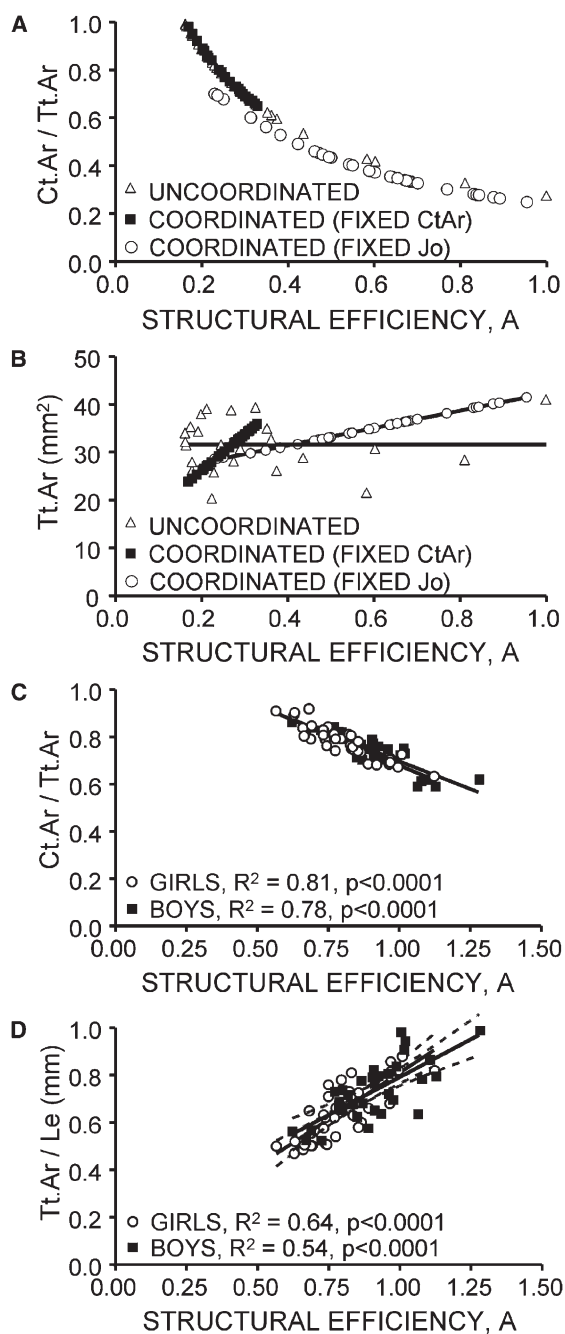 A
Ct.Ar / Tt.Ar
1.0
0.8
0.6
0.4
0.2
0.0
△ UNCOORDINATED
■ COORDINATED (FIXED CtAr)
○ COORDINATED (FIXED Jo)
0.0 0.2 0.4 0.6 0.8 1.0
STRUCTURAL EFFICIENCY, A
B
Tt.Ar (mm²)
50
40
30
20
10
0
△ UNCOORDINATED
■ COORDINATED (FIXED CtAr)
○ COORDINATED (FIXED Jo)
0.0 0.2 0.4 0.6 0.8 1.0
STRUCTURAL EFFICIENCY, A
C
Ct.Ar / Tt.Ar
1.0
0.8
0.6
0.4
0.2
0.0
○ GIRLS, R² = 0.81, p<0.0001
■ BOYS, R² = 0.78, p<0.0001
0.00 0.25 0.50 0.75 1.00 1.25 1.50
STRUCTURAL EFFICIENCY, A
D
Tt.Ar / Le (mm)
1.0
0.8
0.6
0.4
0.2
0.0
○ GIRLS, R² = 0.64, p<0.0001
■ BOYS, R² = 0.54, p<0.0001
0.00 0.25 0.50 0.75 1.00 1.25 1.50
STRUCTURAL EFFICIENCY, A